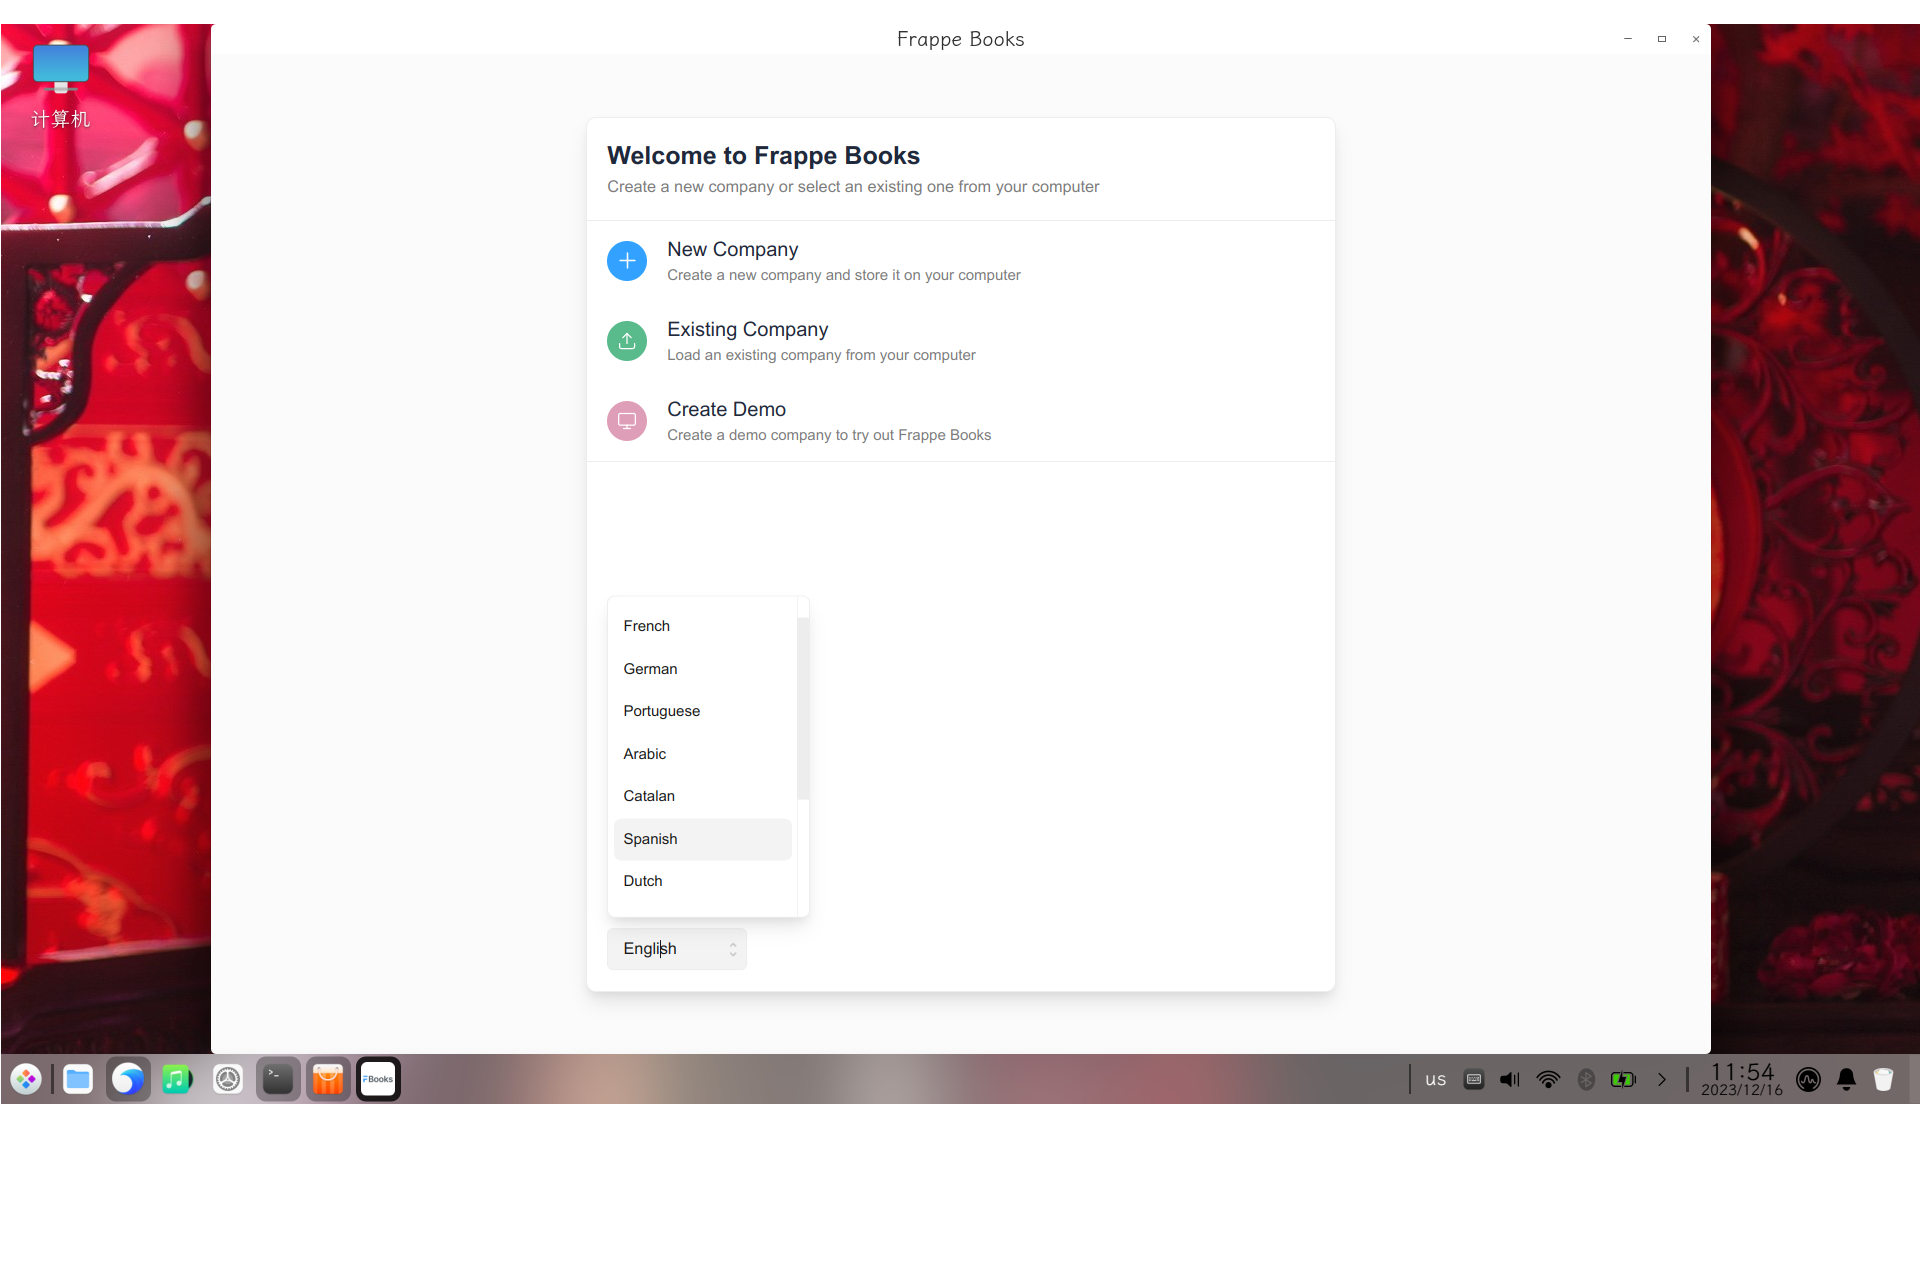 Frappe Books
计算机
Welcome to Frappe Books
Create a new company or select an existing one from your computer
New Company
Create a new company and store it on your computer
Existing Company
Load an existing company from your computer
Create Demo
Create a demo company to try out Frappe Books
French
German
Portuguese
Arabic
Catalan
Spanish
Dutch
English
>_
FBooks
us
11:54
2023/12/16